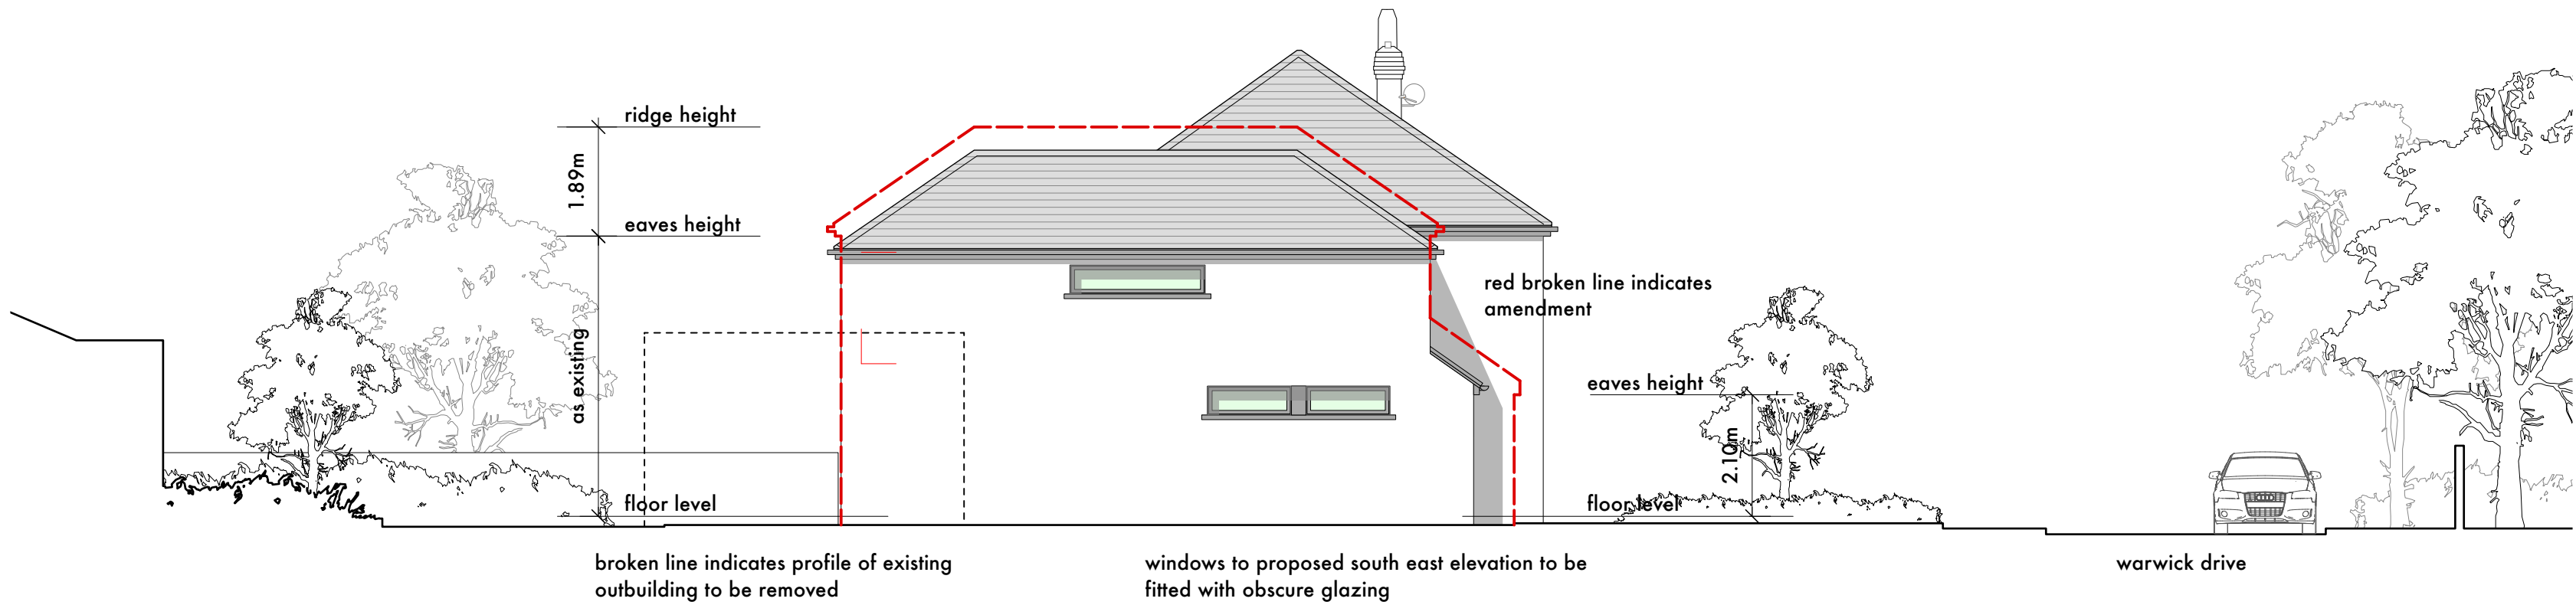 ridge height
1.89m
eaves height
as existing
floor level
red broken line indicates
amendment
eaves height
2.10m
floor level
broken line indicates profile of existing
outbuilding to be removed
windows to proposed south east elevation to be
fitted with obscure glazing
warwick drive